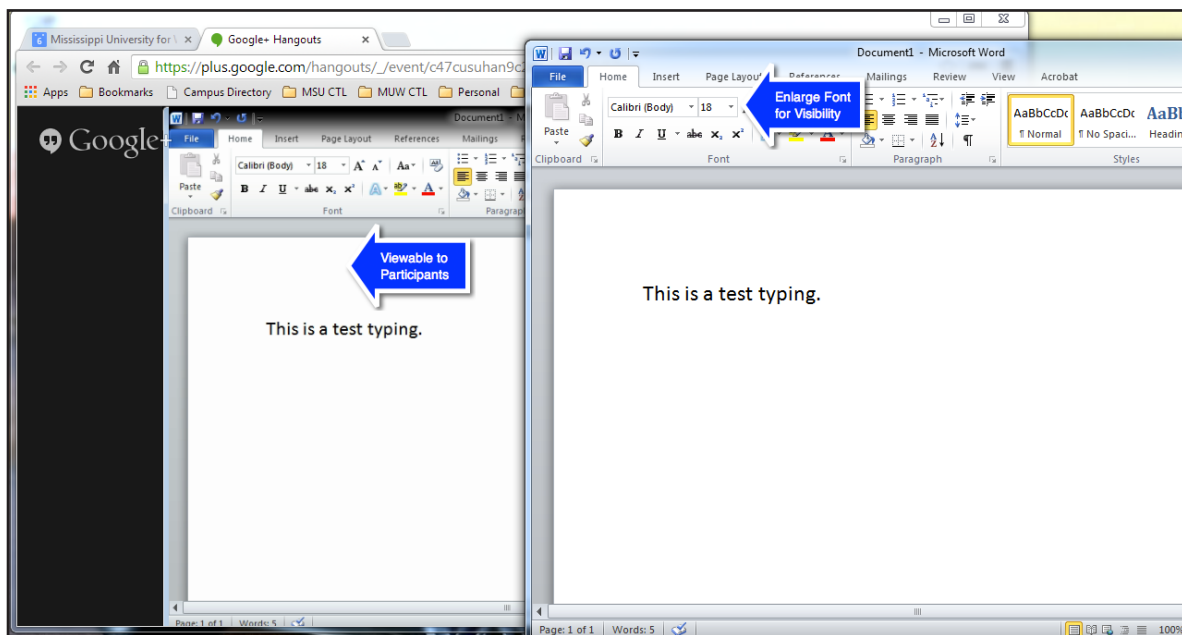 Mississippi University for
Google+ Hangouts
https://plus.google.com/hangouts/_/event/c47cusuhan9c
Apps Bookmarks Campus Directory MSU CTL MUW CTL Personal
Google+
Document1 - M
File Home Insert Page Layout References Mailings
Calibri (Body) 18
Paste
Clipboard Font Paragrap
Viewable to
Participants
This is a test typing.
Page: 1 of 1 Words: 5
Document1 - Microsoft Word
File Home Insert Page Layout References Mailings Review View Acrobat
Calibri (Body) 18
Enlarge Font
for Visibility
Paste
AaBbCcDc AaBbCcDc AaBb
¶ Normal ¶ No Spaci... Headin
Clipboard Font Paragraph Styles
This is a test typing.
Page: 1 of 1 Words: 5 100%